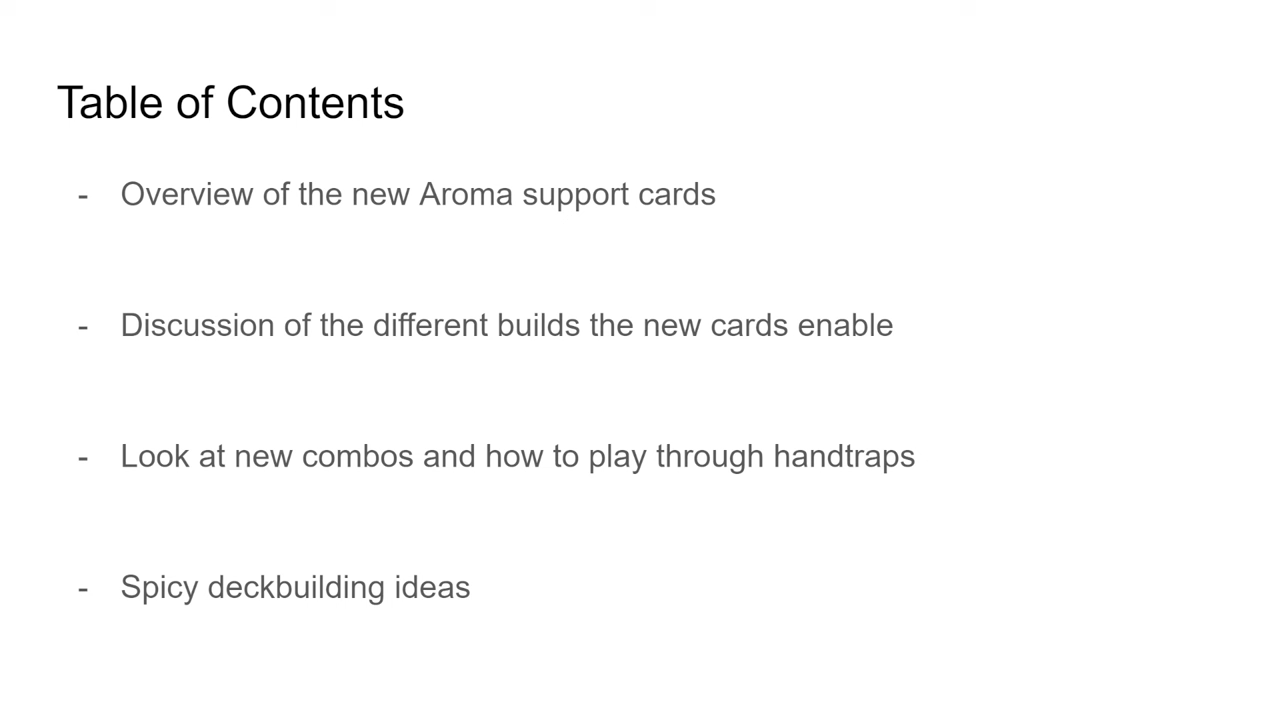 Table of Contents
- Overview of the new Aroma support cards
- Discussion of the different builds the new cards enable
- Look at new combos and how to play through handtraps
- Spicy deckbuilding ideas